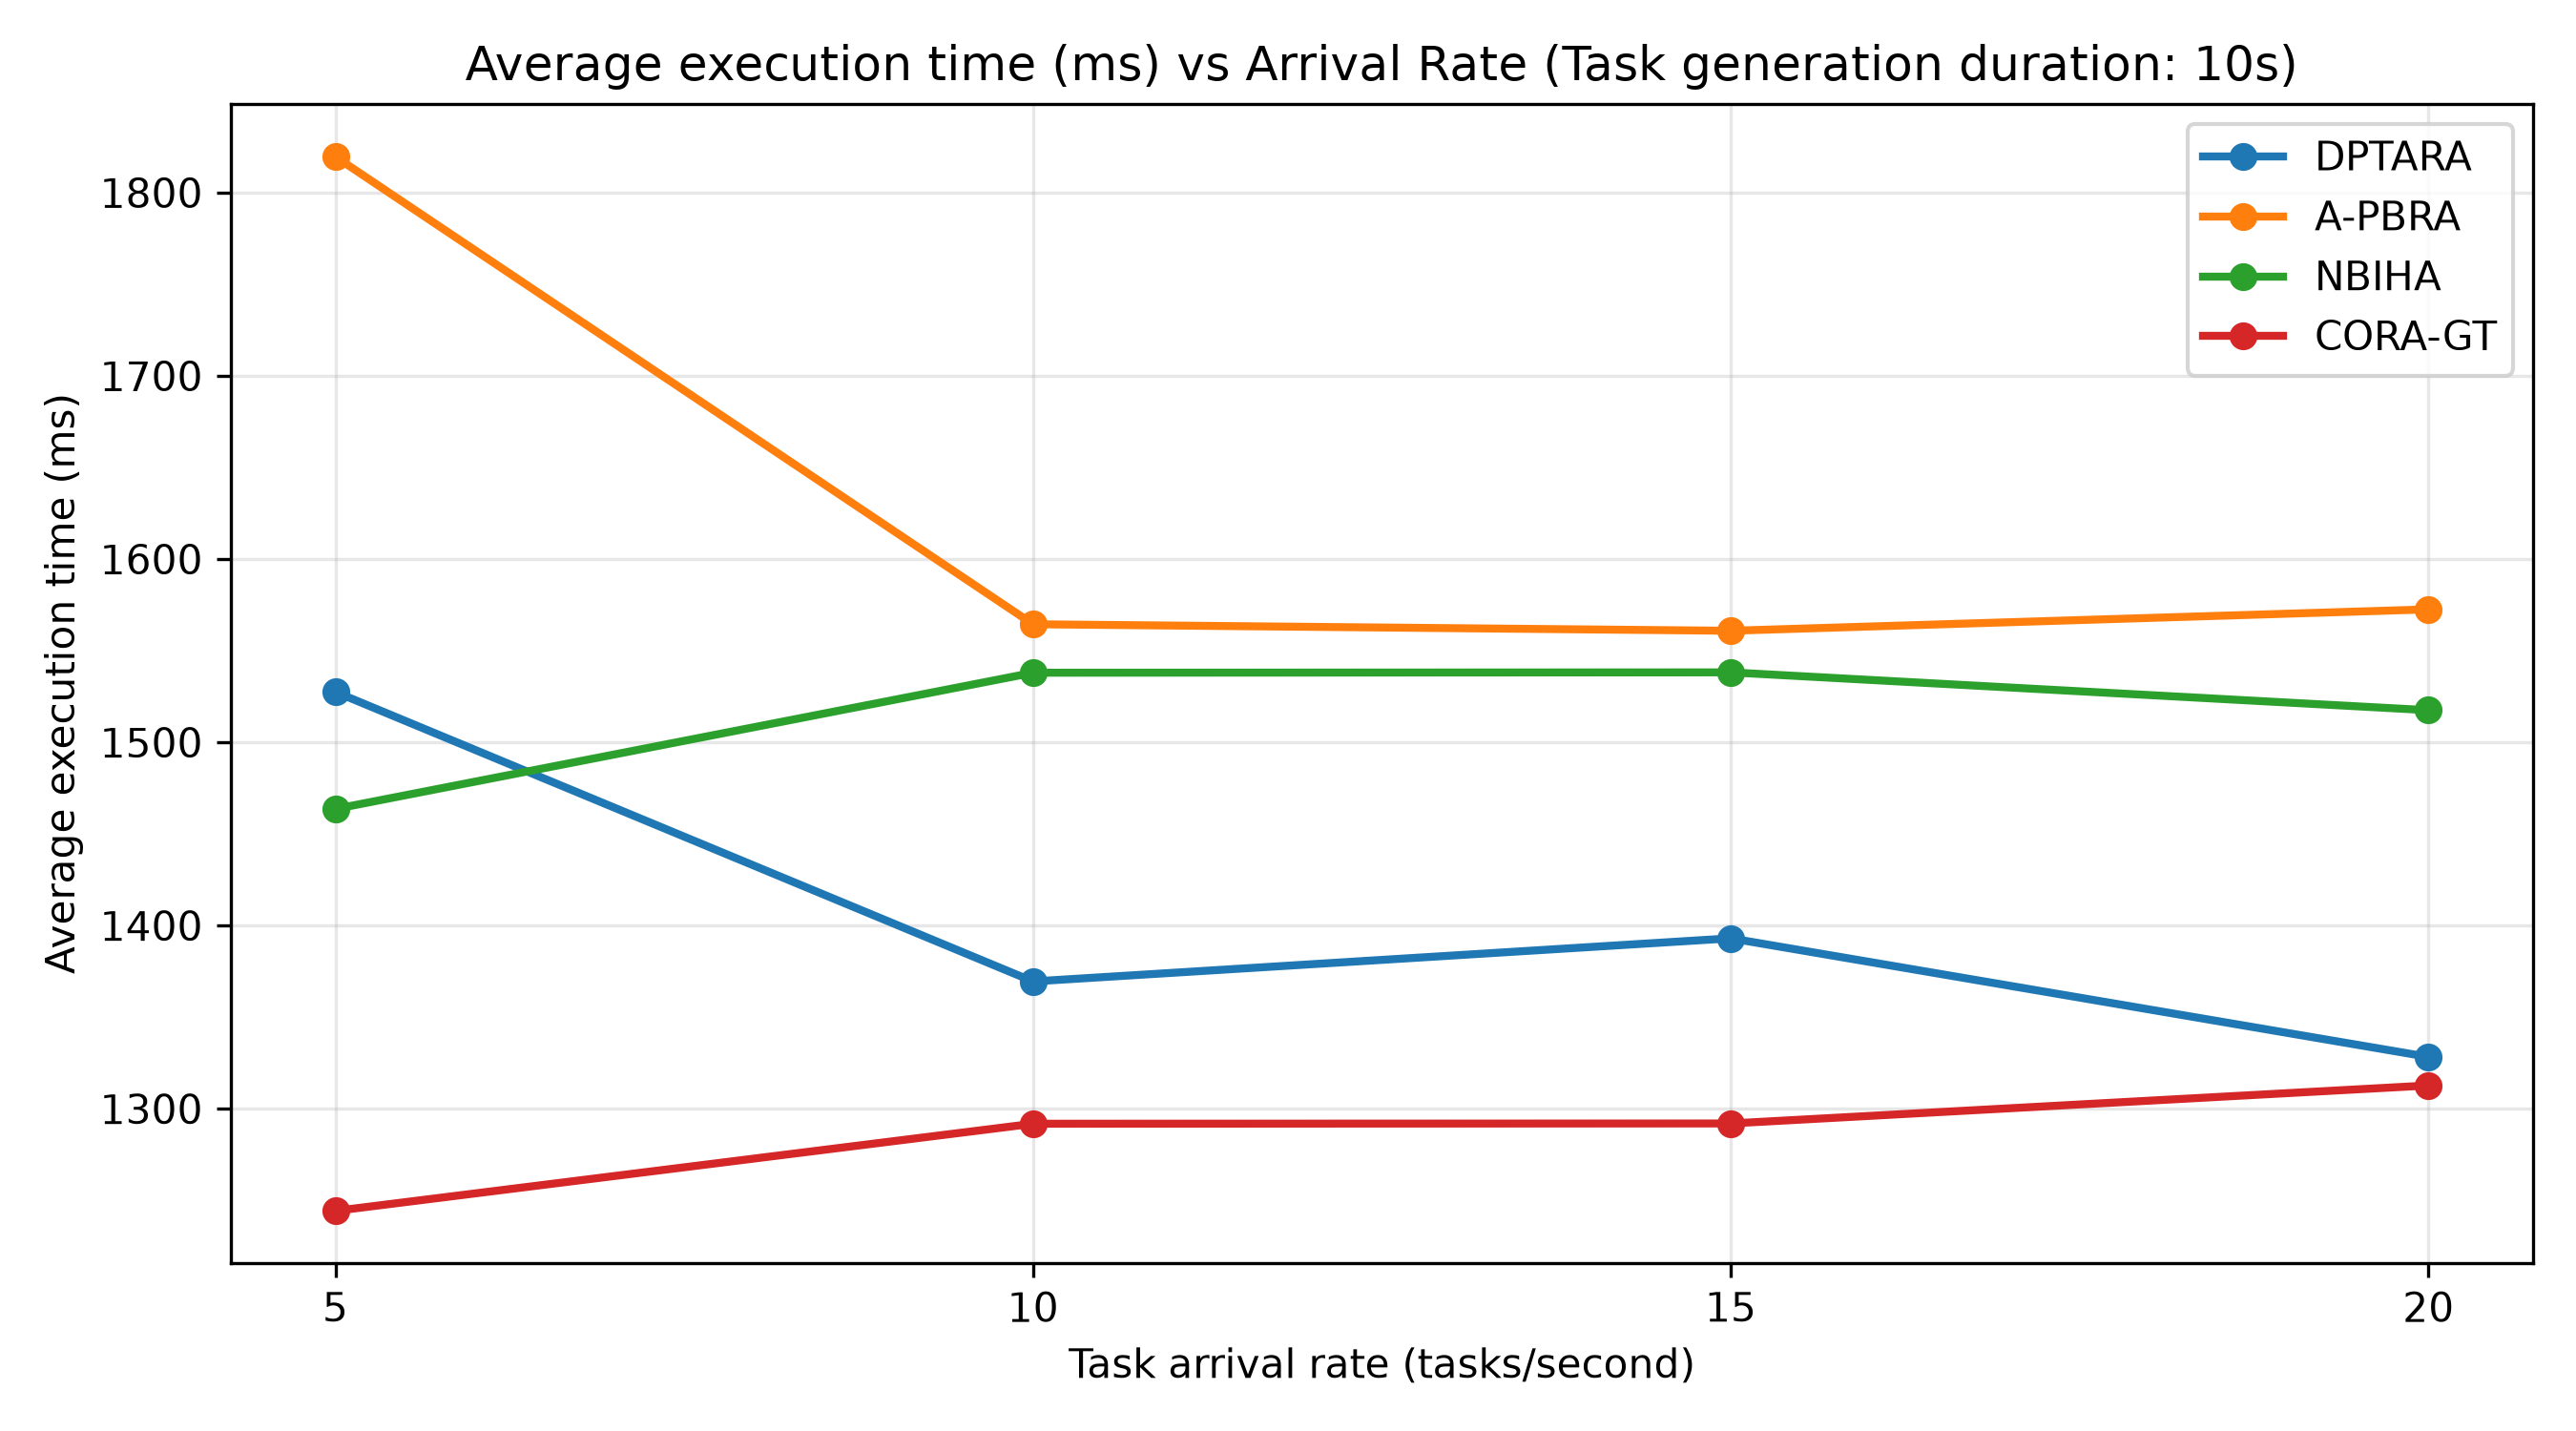 Average execution time (ms) vs Arrival Rate (Task generation duration: 10s)
DPTARA
A-PBRA
NBIHA
CORA-GT
Average execution time (ms)
1800
1700
1600
1500
1400
1300
5 10 15 20
Task arrival rate (tasks/second)